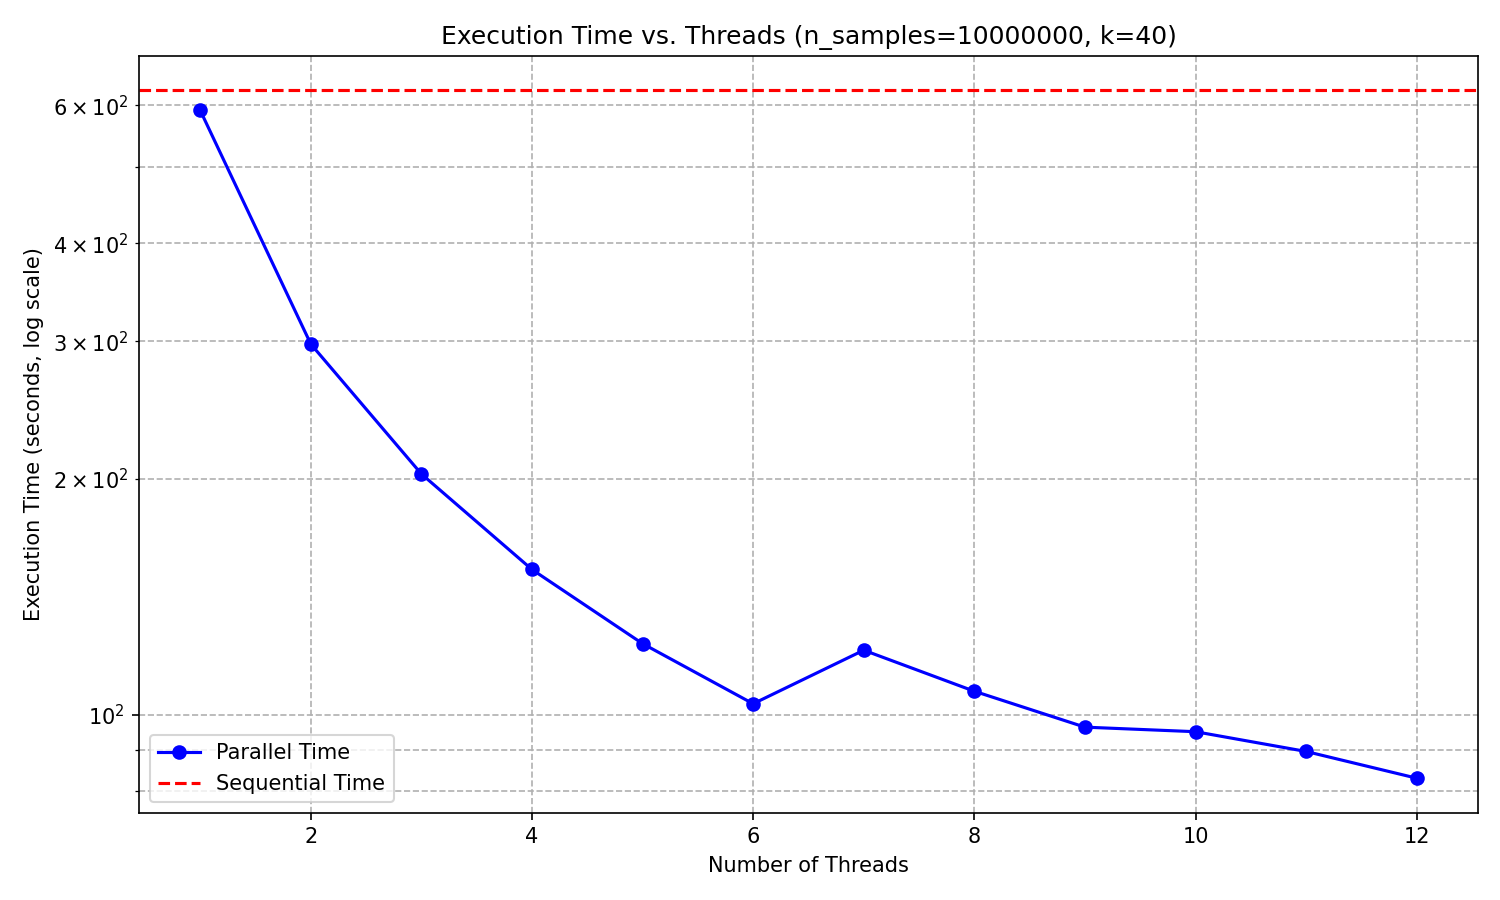 Execution Time vs. Threads (n_samples=10000000, k=40)
Execution Time (seconds, log scale)
6 × 10²
4 × 10²
3 × 10²
2 × 10²
10²
Parallel Time
Sequential Time
2 4 6 8 10 12
Number of Threads